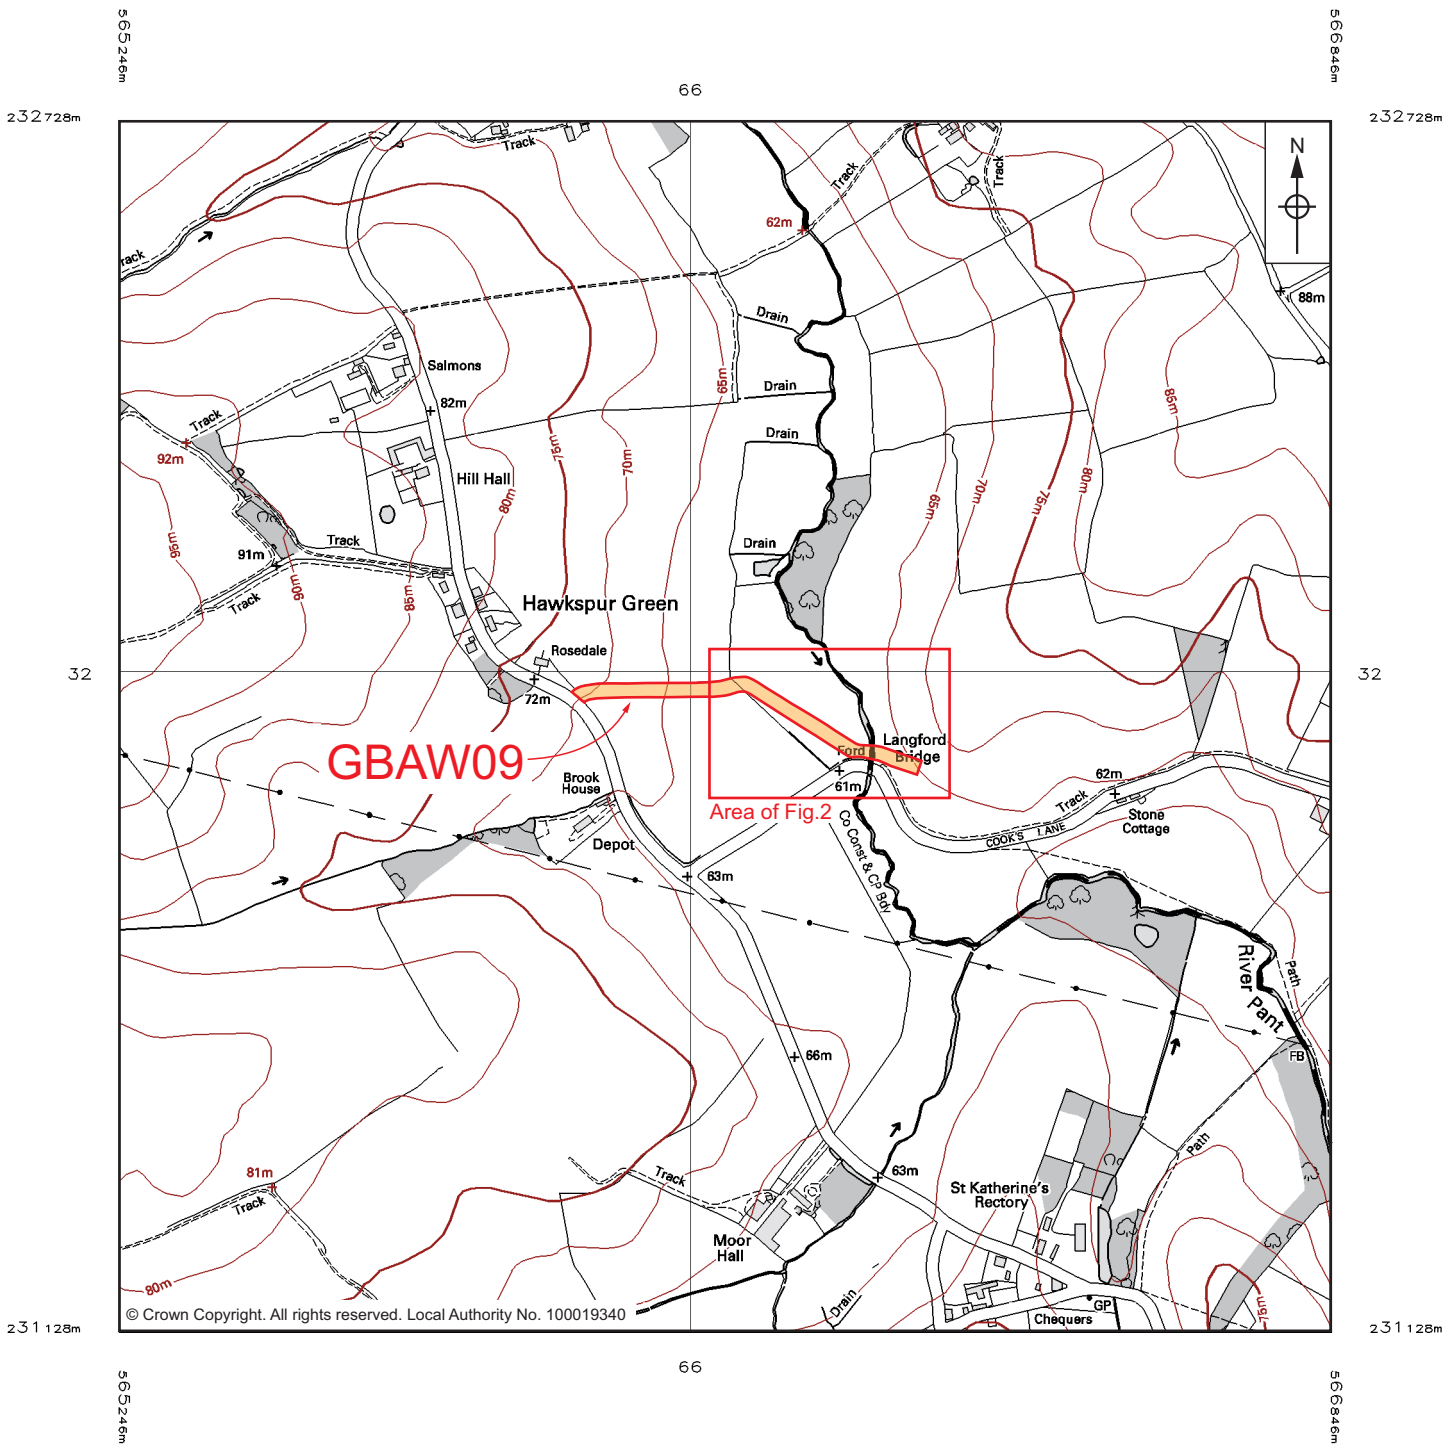 565246m
566846m
66
232728m
232728m
N
Track
Track
Track
62m
rack
88m
Drain
Salmons
65m
Drain
85m
82m
Track
Drain
92m
75m
70m
Hill Hall
80m
65m
70m
75m
80m
95m
91m
Track
Drain
90m
85m
Track
Hawkspur Green
Rosedale
32
32
72m
GBAW09
Langford
Bridge
Ford
Brook
House
61m
62m
Track
Area of Fig.2
Stone
Cottage
COOK'S LANE
Depot
Co Const & CP Bdy
63m
River Pant
Path
66m
FB
Path
81m
Track
Track
63m
St Katherine's
Rectory
Moor
Hall
80m
Drain
GP
75m
Chequers
© Crown Copyright. All rights reserved. Local Authority No. 100019340
231128m
231128m
66
565246m
566846m